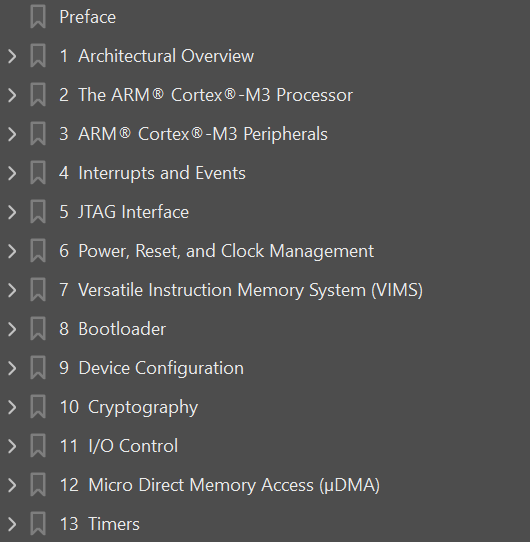 Preface
1 Architectural Overview
2 The ARM® Cortex®-M3 Processor
3 ARM® Cortex®-M3 Peripherals
4 Interrupts and Events
5 JTAG Interface
6 Power, Reset, and Clock Management
7 Versatile Instruction Memory System (VIMS)
8 Bootloader
9 Device Configuration
10 Cryptography
11 I/O Control
12 Micro Direct Memory Access (µDMA)
13 Timers